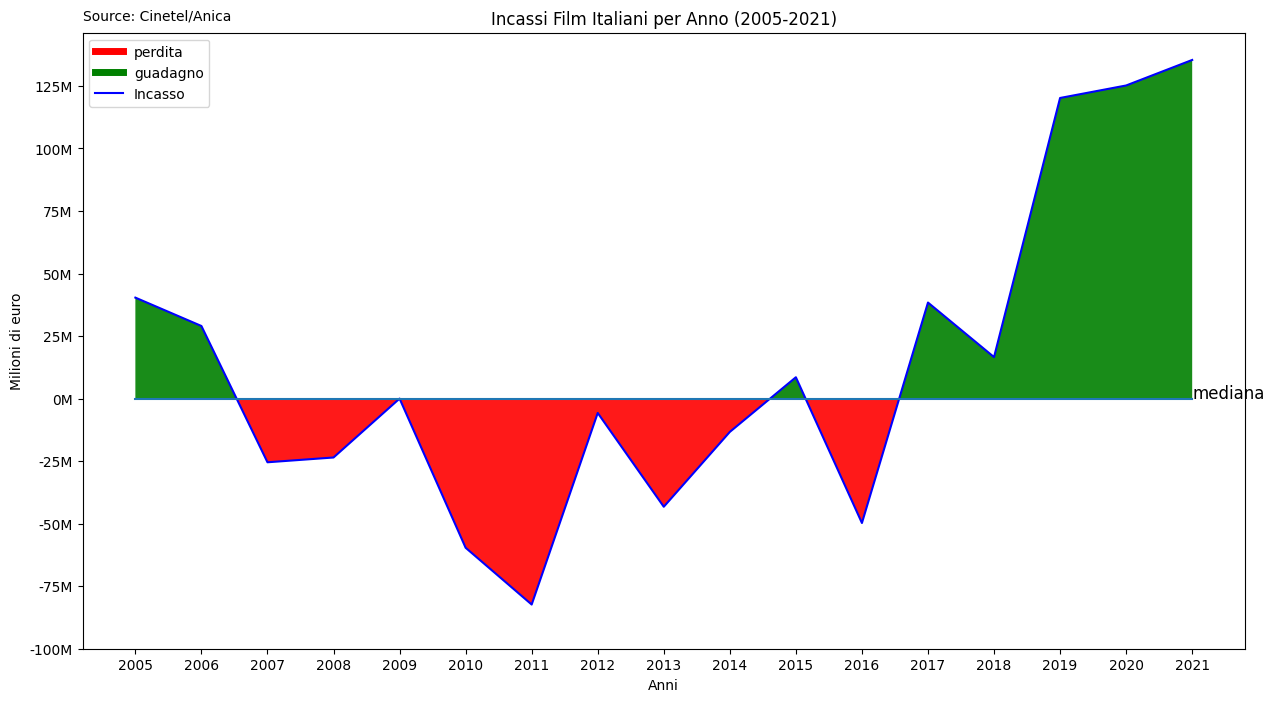 Source: Cinetel/Anica
Incassi Film Italiani per Anno (2005-2021)
perdita
guadagno
Incasso
125M
100M
75M
50M
25M
0M
-25M
-50M
-75M
-100M
Milioni di euro
mediana
2005 2006 2007 2008 2009 2010 2011 2012 2013 2014 2015 2016 2017 2018 2019 2020 2021
Anni